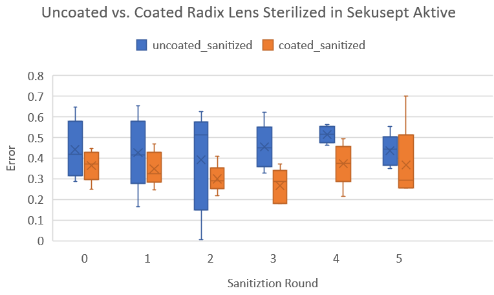 Uncoated vs. Coated Radix Lens Sterilized in Sekusept Aktive
uncoated_sanitized coated_sanitized
0.8
0.7
0.6
0.5
0.4
0.3
0.2
0.1
0
Error
0 1 2 3 4 5
Sanitiztion Round